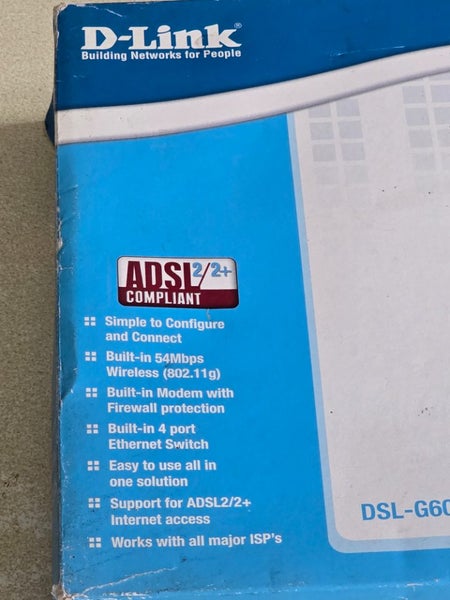 D-Link®
Building Networks for People
ADSL2/2+
COMPLIANT
Simple to Configure
and Connect
Built-in 54Mbps
Wireless (802.11g)
Built-in Modem with
Firewall protection
Built-in 4 port
Ethernet Switch
Easy to use all in
one solution
Support for ADSL2/2+
Internet access
Works with all major ISP's
DSL-G60